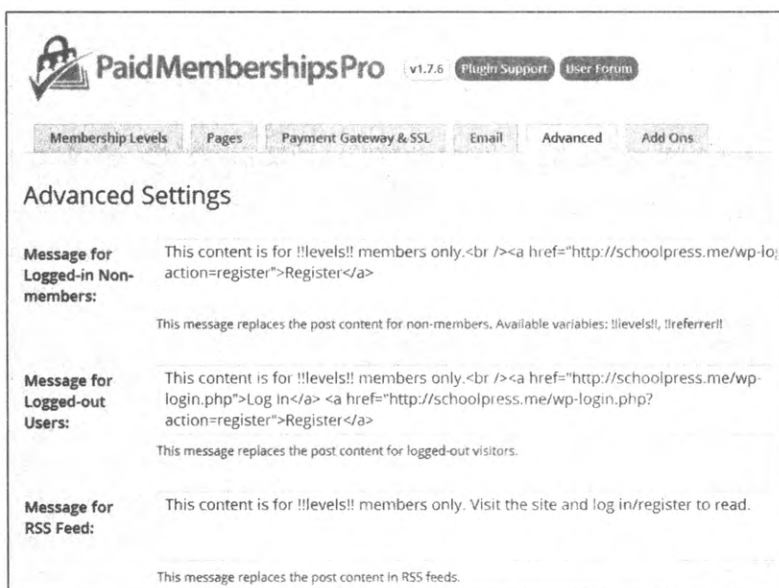 PaidMembershipsPro v1.7.6 Plugin Support User Forum
Membership Levels Pages Payment Gateway & SSL Email Advanced Add Ons
Advanced Settings
Message for Logged-in Non-members:
This content is for !!levels!! members only.<br /><a href="http://schoolpress.me/wp-log
action=register">Register</a>
This message replaces the post content for non-members. Available variables: !!levels!!, !!referrer!!
Message for Logged-out Users:
This content is for !!levels!! members only.<br /><a href="http://schoolpress.me/wp-
login.php">Log in</a> <a href="http://schoolpress.me/wp-login.php?
action=register">Register</a>
This message replaces the post content for logged-out visitors.
Message for RSS Feed:
This content is for !!levels!! members only. Visit the site and log in/register to read.
This message replaces the post content in RSS feeds.